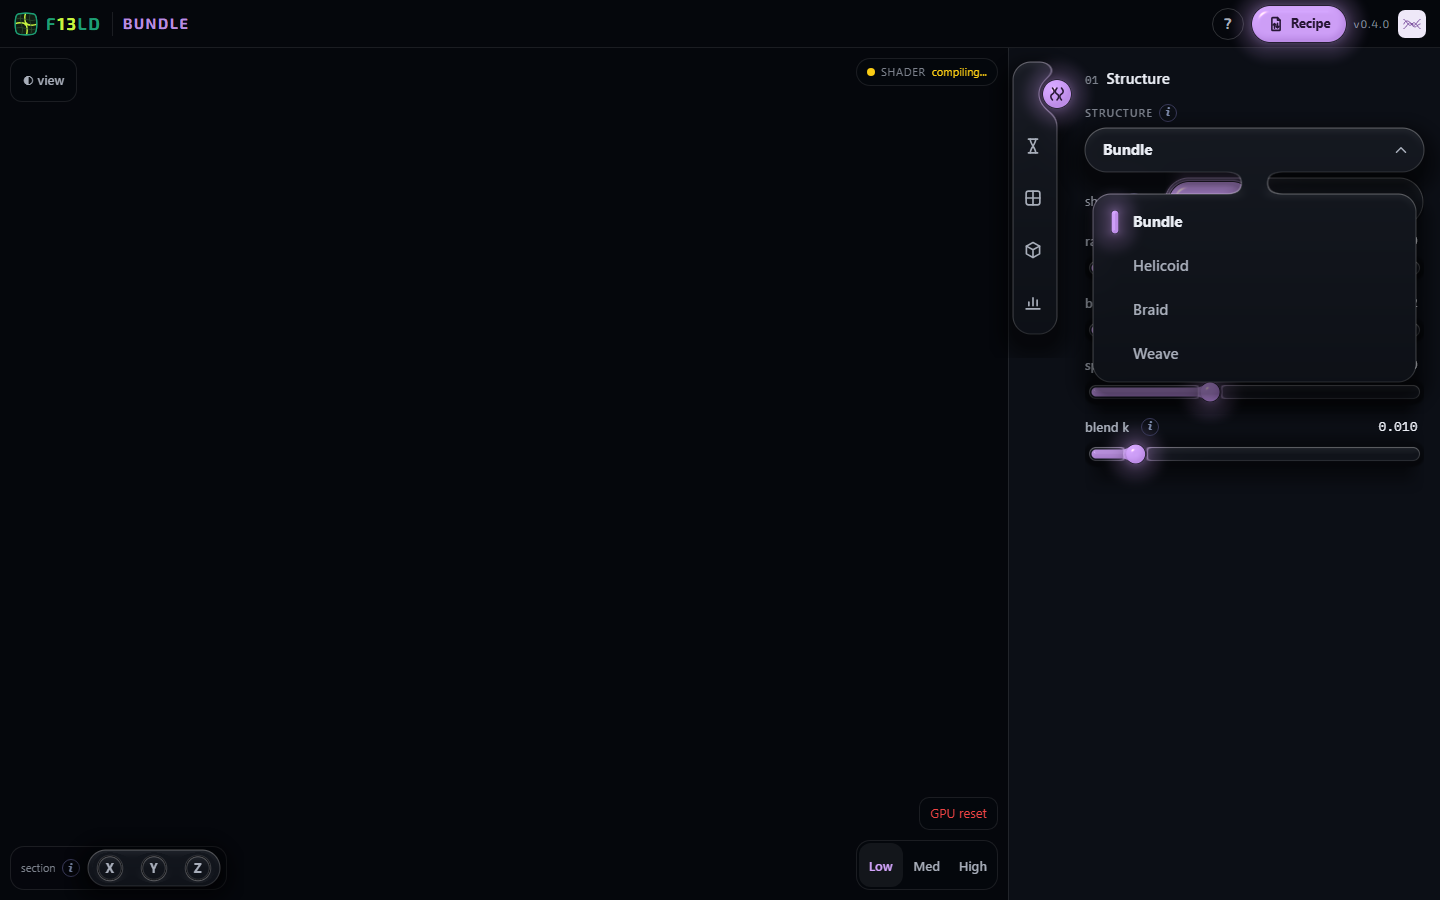 F13LD BUNDLE
? Recipe v0.4.0
view
SHADER compiling...
01 Structure
STRUCTURE i
Bundle
Bundle
Helicoid
Braid
Weave
blend k i 0.010
GPU reset
section i X Y Z
Low Med High